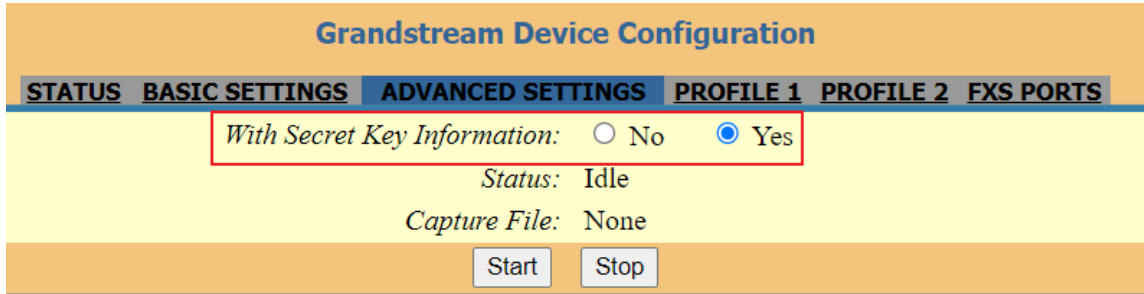 Grandstream Device Configuration
STATUS BASIC SETTINGS ADVANCED SETTINGS PROFILE 1 PROFILE 2 FXS PORTS
With Secret Key Information: No Yes
Status: Idle
Capture File: None
Start Stop